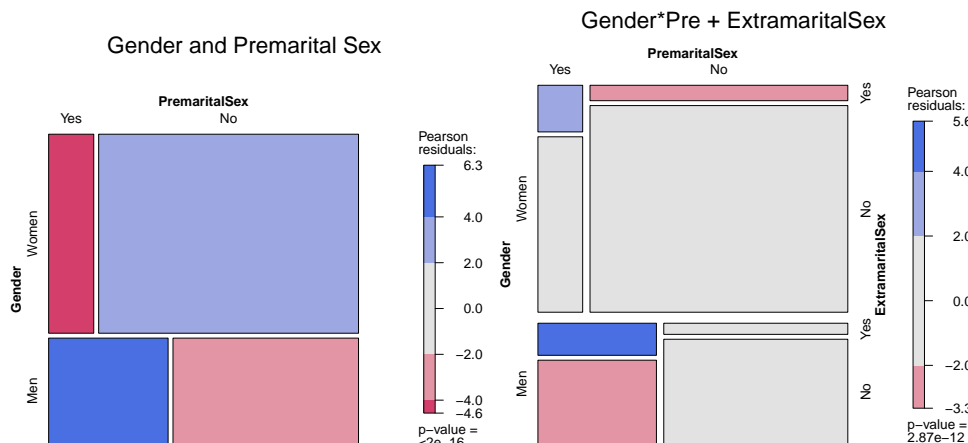 Gender and Premarital Sex
PremaritalSex
Yes No
Gender
Women
Men
Pearson
residuals:
6.3
4.0
2.0
0.0
−2.0
−4.0
−4.6
p−value =
Gender*Pre + ExtramaritalSex
PremaritalSex
Yes No
Gender
Women
Men
Yes
No
Yes
No
ExtramaritalSex
Pearson
residuals:
5.6
4.0
2.0
0.0
−2.0
−3.3
p−value =
2.87e−12